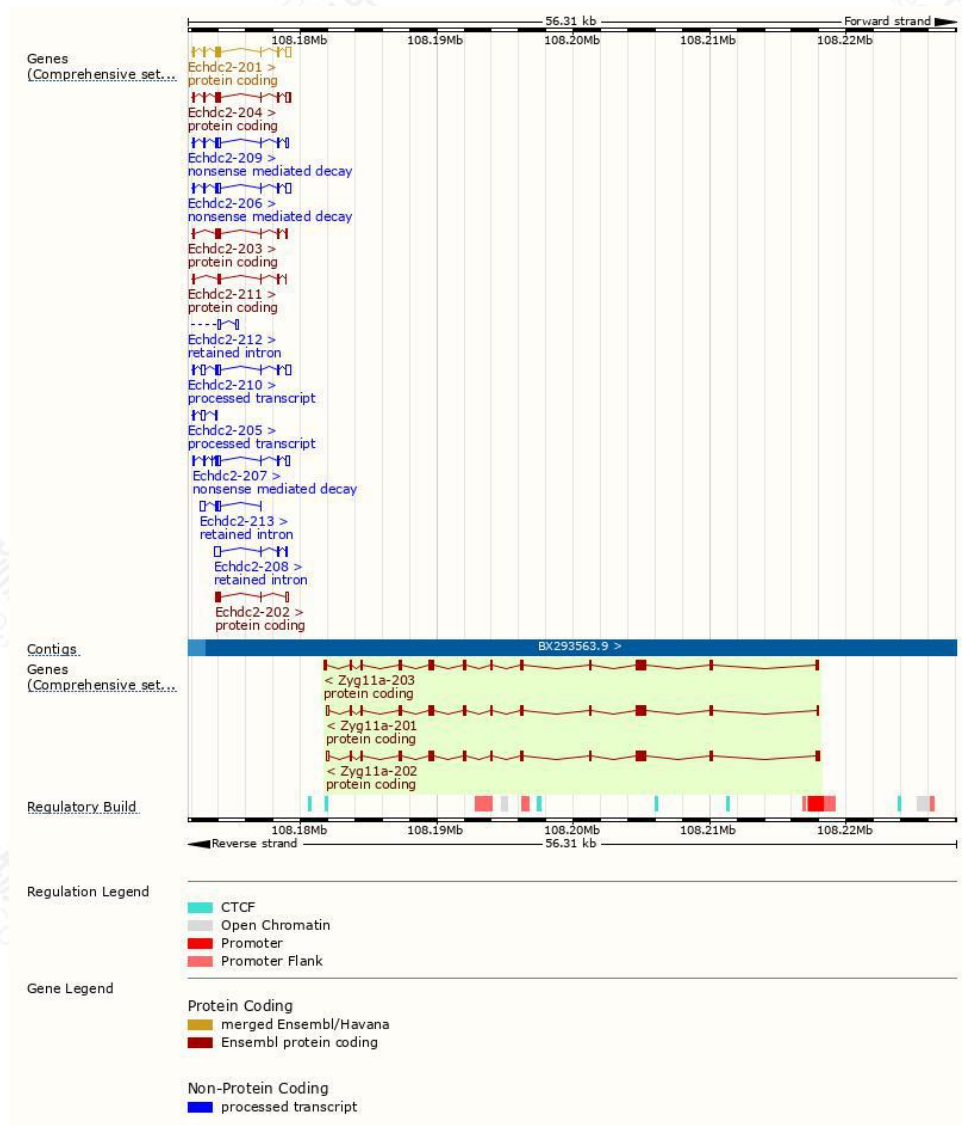 56.31 kb Forward strand
108.18Mb 108.19Mb 108.20Mb 108.21Mb 108.22Mb
Genes
(Comprehensive set...
Echdc2-201 >
protein coding
Echdc2-204 >
protein coding
Echdc2-209 >
nonsense mediated decay
Echdc2-206 >
nonsense mediated decay
Echdc2-203 >
protein coding
Echdc2-211 >
protein coding
Echdc2-212 >
retained intron
Echdc2-210 >
processed transcript
Echdc2-205 >
processed transcript
Echdc2-207 >
nonsense mediated decay
Echdc2-213 >
retained intron
Echdc2-208 >
retained intron
Echdc2-202 >
protein coding
Contigs BX293563.9 >
Genes
(Comprehensive set...
< Zyg11a-203
protein coding
< Zyg11a-201
protein coding
< Zyg11a-202
protein coding
Regulatory Build
108.18Mb 108.19Mb 108.20Mb 108.21Mb 108.22Mb
Reverse strand 56.31 kb
Regulation Legend
CTCF
Open Chromatin
Promoter
Promoter Flank
Gene Legend
Protein Coding
merged Ensembl/Havana
Ensembl protein coding
Non-Protein Coding
processed transcript